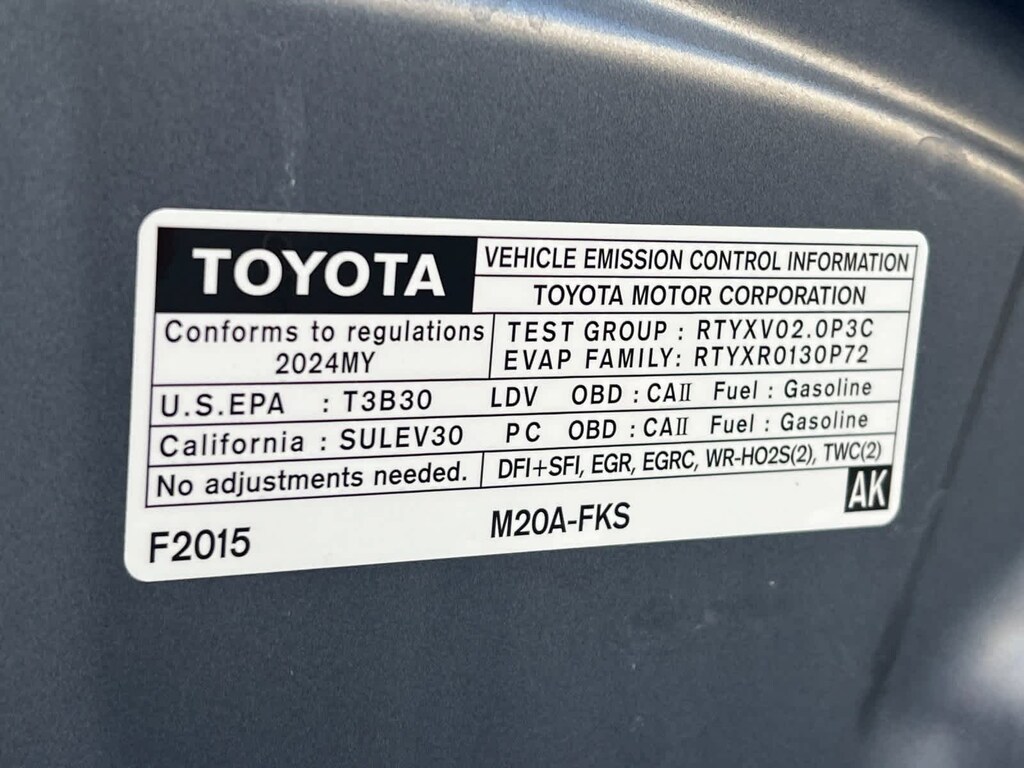 TOYOTA
VEHICLE EMISSION CONTROL INFORMATION
TOYOTA MOTOR CORPORATION
Conforms to regulations
2024MY
TEST GROUP : RTYXV02.0P3C
EVAP FAMILY: RTYXR0130P72
U.S.EPA : T3B30 LDV OBD : CAII Fuel : Gasoline
California : SULEV30 PC OBD : CAII Fuel : Gasoline
No adjustments needed. DFI+SFI, EGR, EGRC, WR-HO2S(2), TWC(2)
AK
F2015 M20A-FKS